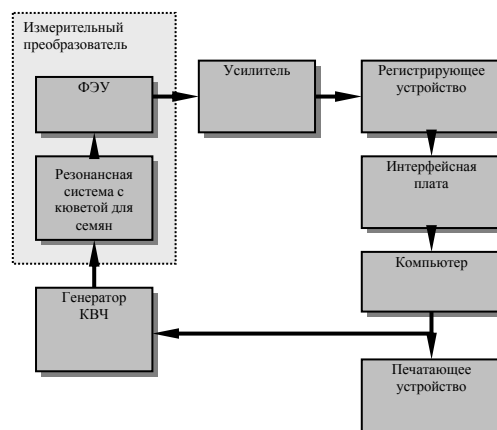 Измерительный
преобразователь
ФЭУ
Резонансная
система с
кюветой для
семян
Усилитель
Регистрирующее
устройство
Интерфейсная
плата
Компьютер
Генератор
КВЧ
Печатающее
устройство